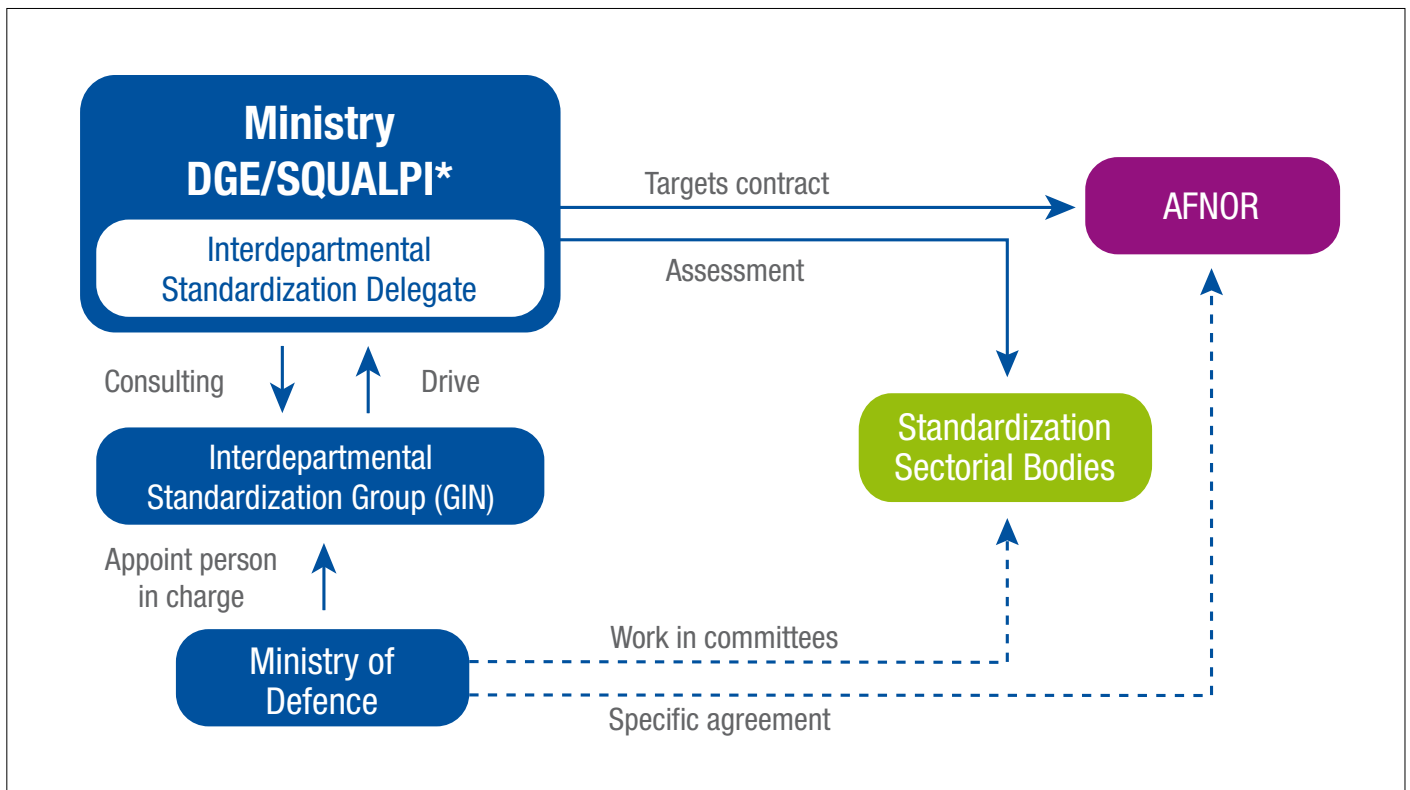 Ministry
DGE/SQUALPI*
Interdepartmental
Standardization Delegate
Targets contract
AFNOR
Assessment
Consulting
Drive
Interdepartmental
Standardization Group (GIN)
Standardization
Sectorial Bodies
Appoint person
in charge
Ministry of
Defence
Work in committees
Specific agreement